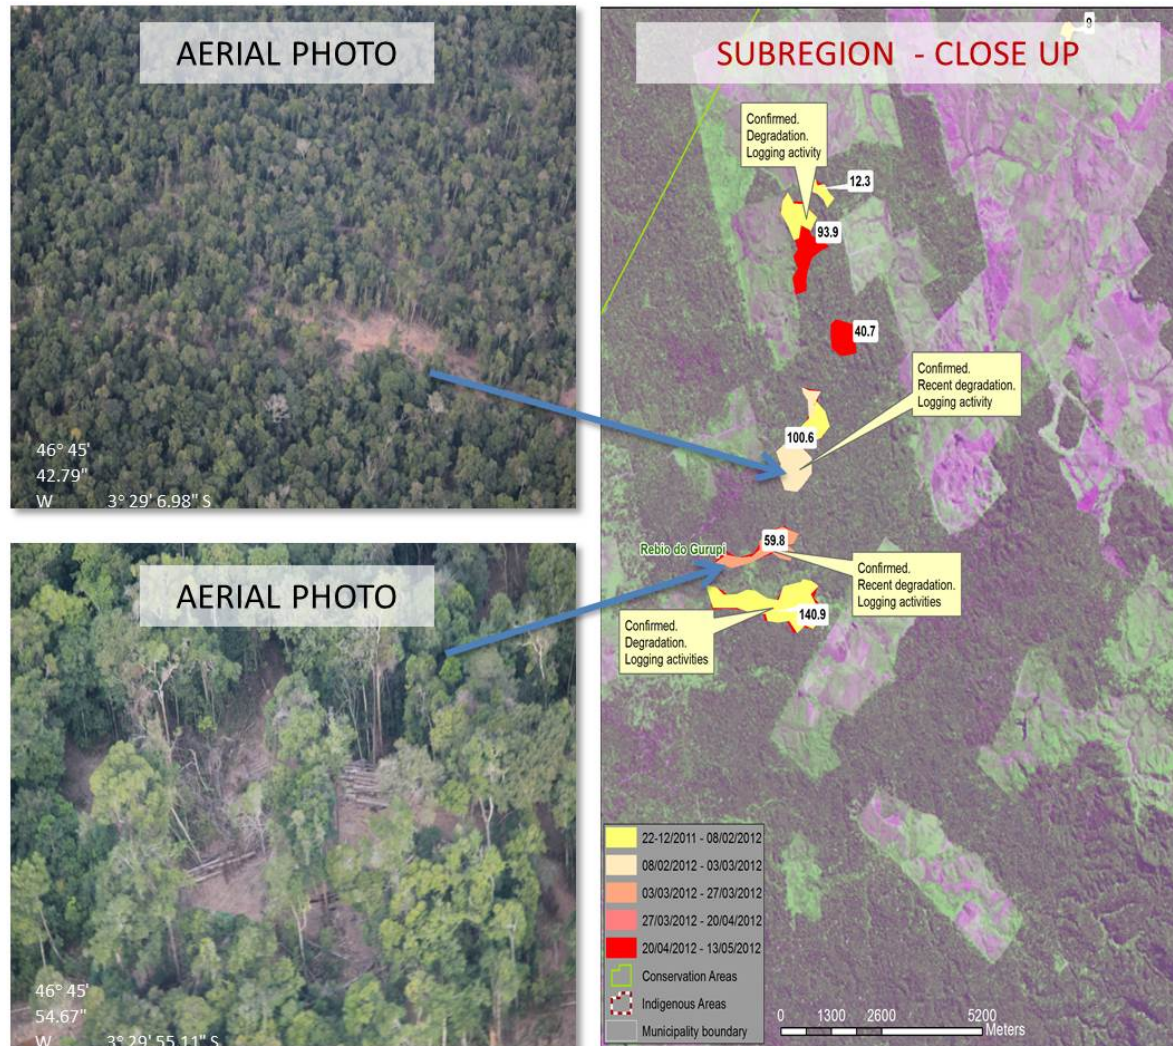 AERIAL PHOTO
46° 45'
42.79"
W 3° 29' 6.98" S
AERIAL PHOTO
46° 45'
54.67"
W 3° 29' 55.11" S
SUBREGION - CLOSE UP
9
Confirmed.
Degradation.
Logging activity
12.3
93.9
40.7
Confirmed.
Recent degradation.
Logging activity
100.6
Rebio do Gurupi
59.8
Confirmed.
Recent degradation.
Logging activities
140.9
Confirmed.
Degradation.
Logging activities
22-12/2011 - 08/02/2012
08/02/2012 - 03/03/2012
03/03/2012 - 27/03/2012
27/03/2012 - 20/04/2012
20/04/2012 - 13/05/2012
Conservation Areas
Indigenous Areas
Municipality boundary
0 1300 2600 5200
Meters